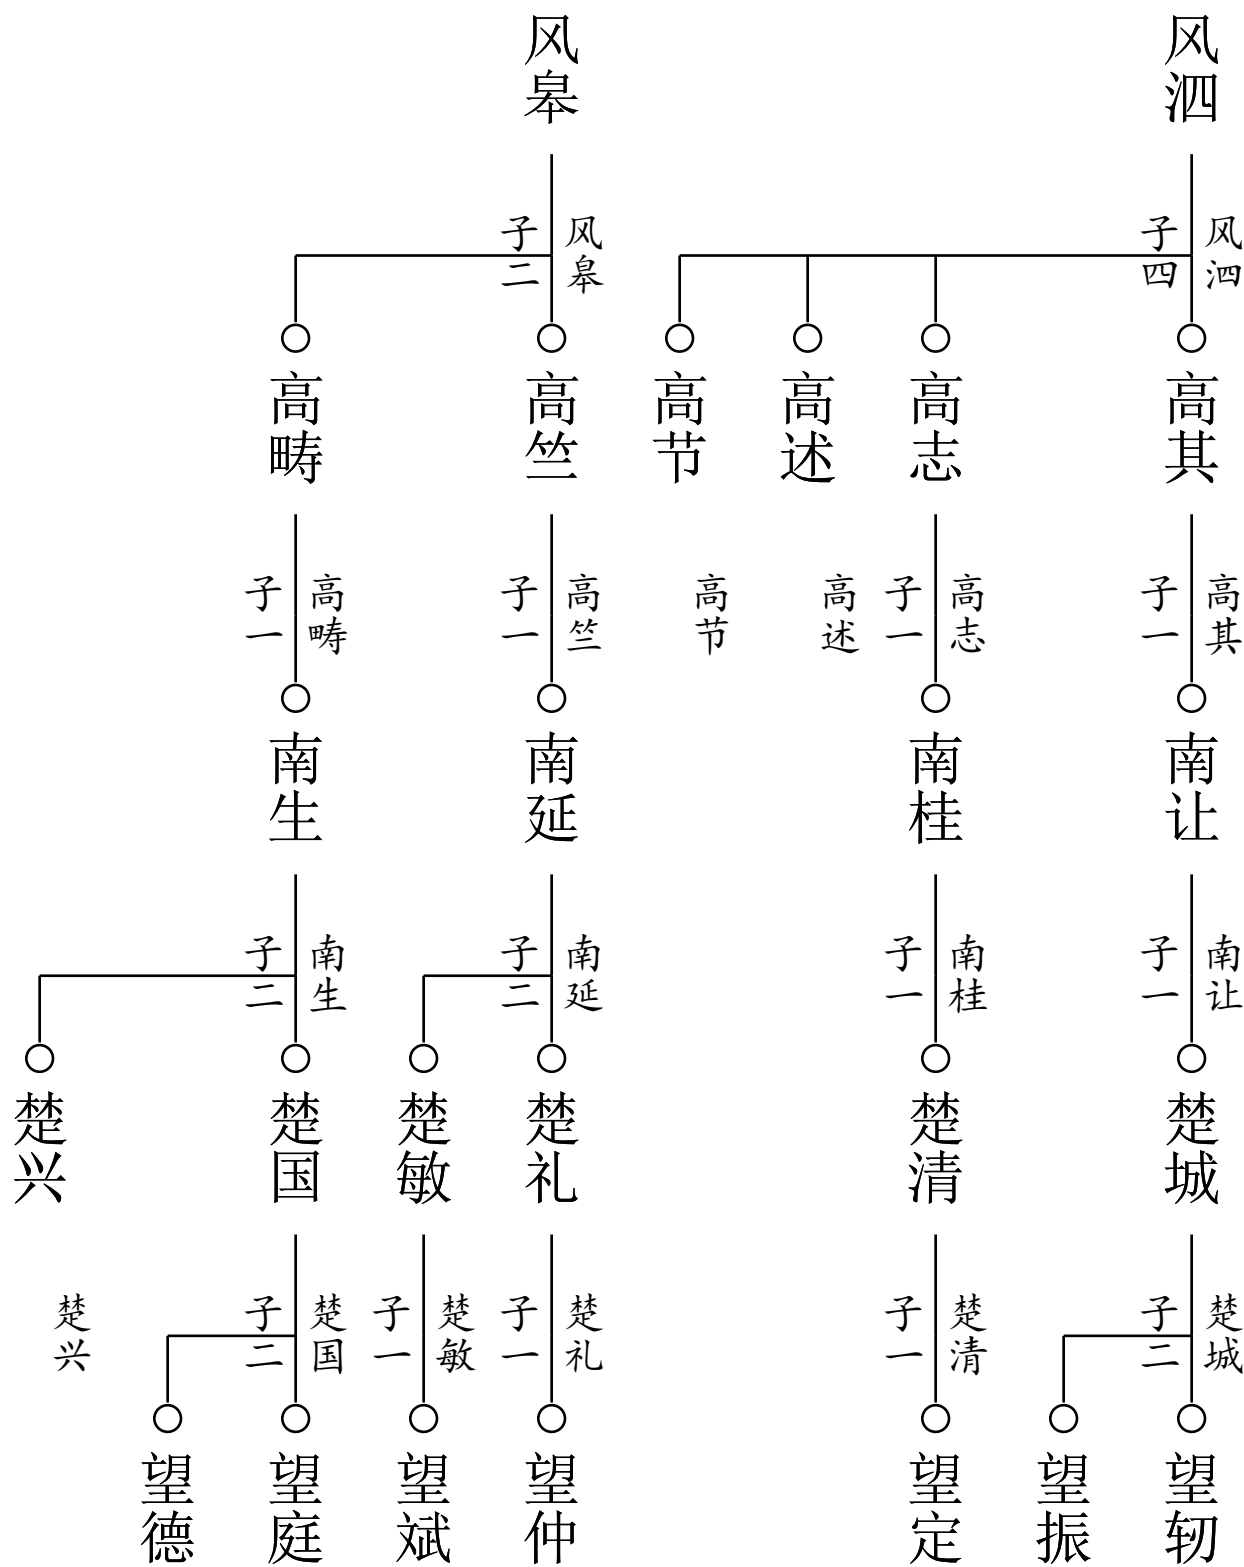 风泗
风皋
风泗
子四
风皋
子二
高其
高志
高述
高节
高竺
高畴
高其
子一
高志
子一
高述
高节
高竺
子一
高畴
子一
南让
南桂
南延
南生
南让
子一
南桂
子一
南延
子二
南生
子二
楚城
楚清
楚礼
楚敏
楚国
楚兴
楚城
子二
楚清
子一
楚礼
子一
楚敏
子一
楚国
子二
楚兴
望轫
望振
望定
望仲
望斌
望庭
望德